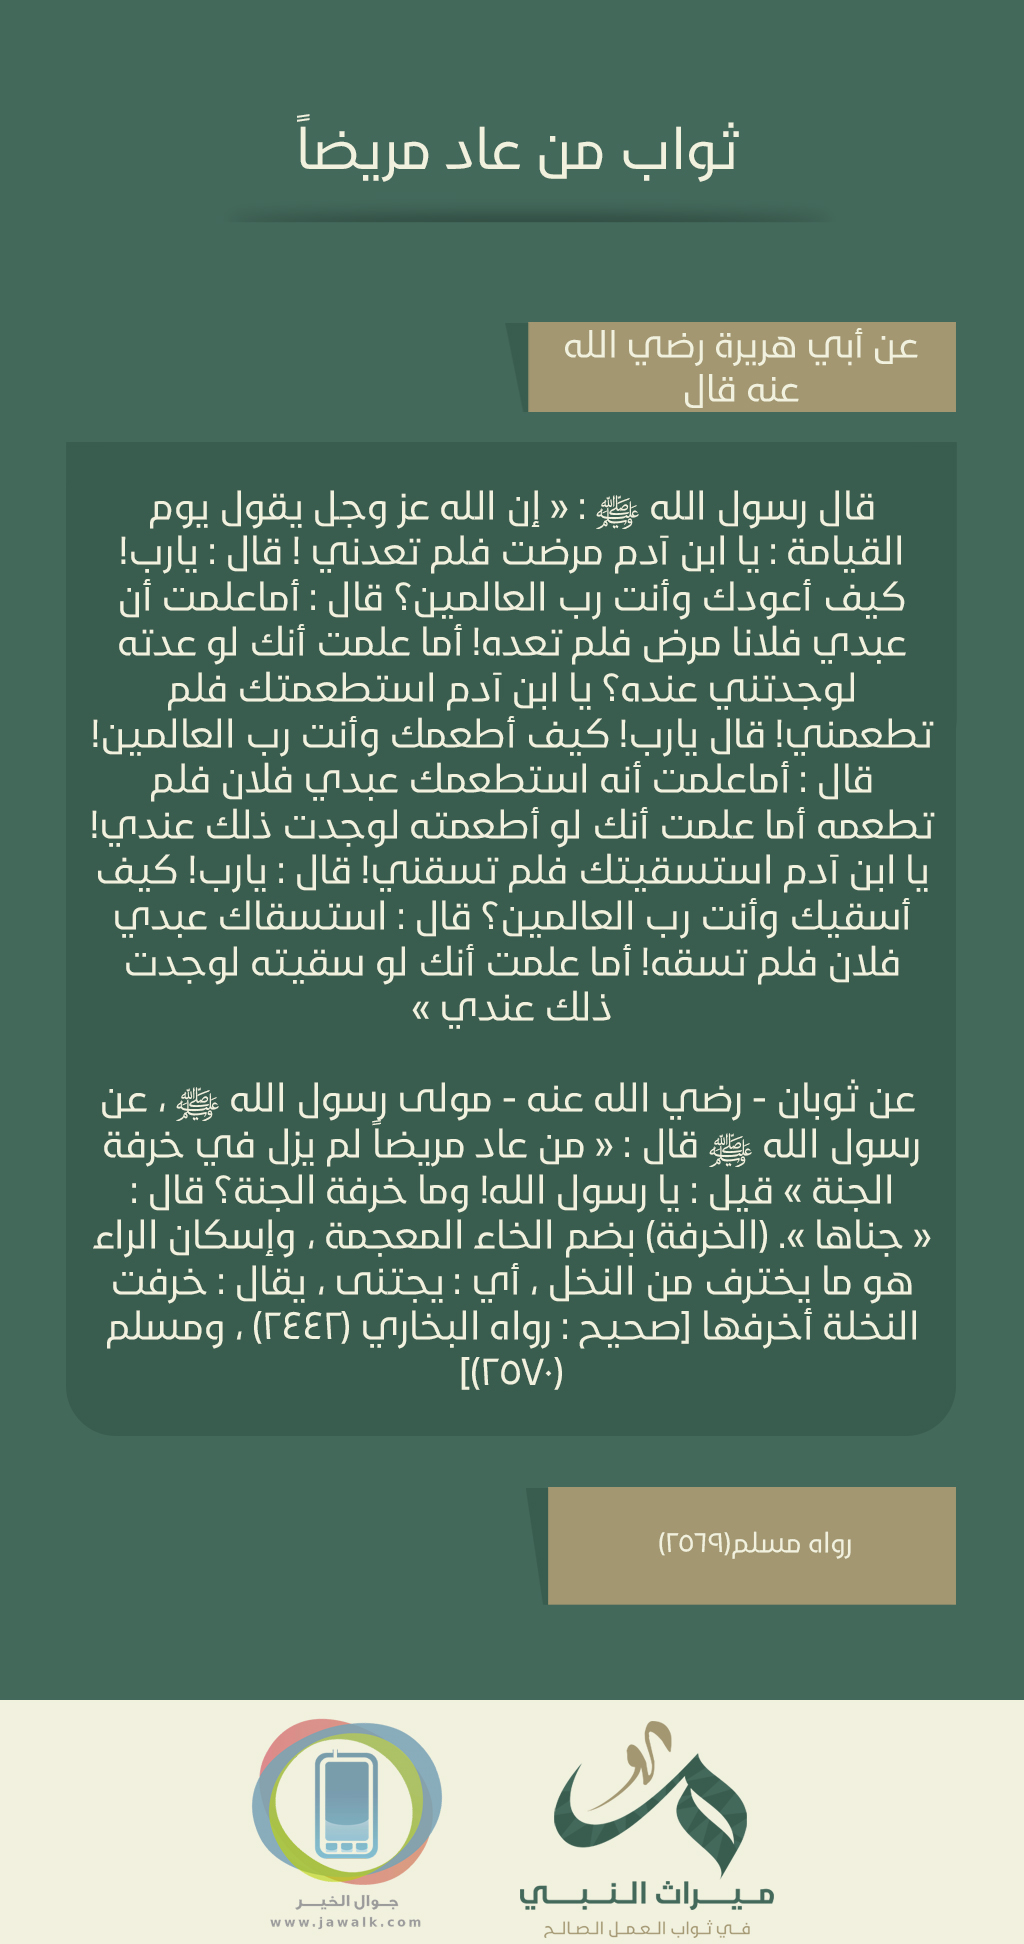 ثواب من عاد مريضاً
عن أبي هريرة رضي الله
عنه قال
قال رسول الله ﷺ : « إن الله عز وجل يقول يوم
القيامة : يا ابن آدم مرضت فلم تعدني ! قال : يارب!
كيف أعودك وأنت رب العالمين؟ قال : أماعلمت أن
عبدي فلانا مرض فلم تعده! أما علمت أنك لو عدته
لوجدتني عنده؟ يا ابن آدم استطعمتك فلم
تطعمني! قال يارب! كيف أطعمك وأنت رب العالمين!
قال : أماعلمت أنه استطعمك عبدي فلان فلم
تطعمه أما علمت أنك لو أطعمته لوجدت ذلك عندي!
يا ابن آدم استسقيتك فلم تسقني! قال : يارب! كيف
أسقيك وأنت رب العالمين؟ قال : استسقاك عبدي
فلان فلم تسقه! أما علمت أنك لو سقيته لوجدت
ذلك عندي »
عن ثوبان - رضي الله عنه - مولى رسول الله ﷺ ، عن
رسول الله ﷺ قال : « من عاد مريضاً لم يزل في خرفة
الجنة » قيل : يا رسول الله! وما خرفة الجنة؟ قال :
« جناها ». (الخرفة) بضم الخاء المعجمة ، وإسكان الراء
هو ما يخترف من النخل ، أي : يجتنى ، يقال : خرفت
النخلة أخرفها [صحيح : رواه البخاري (٢٤٤٢) ، ومسلم
(٢٥٧٠)]
رواه مسلم(٢٥٦٩)
ميراث النبي
في ثواب العمل الصالح
جوال الخير
www.jawalk.com